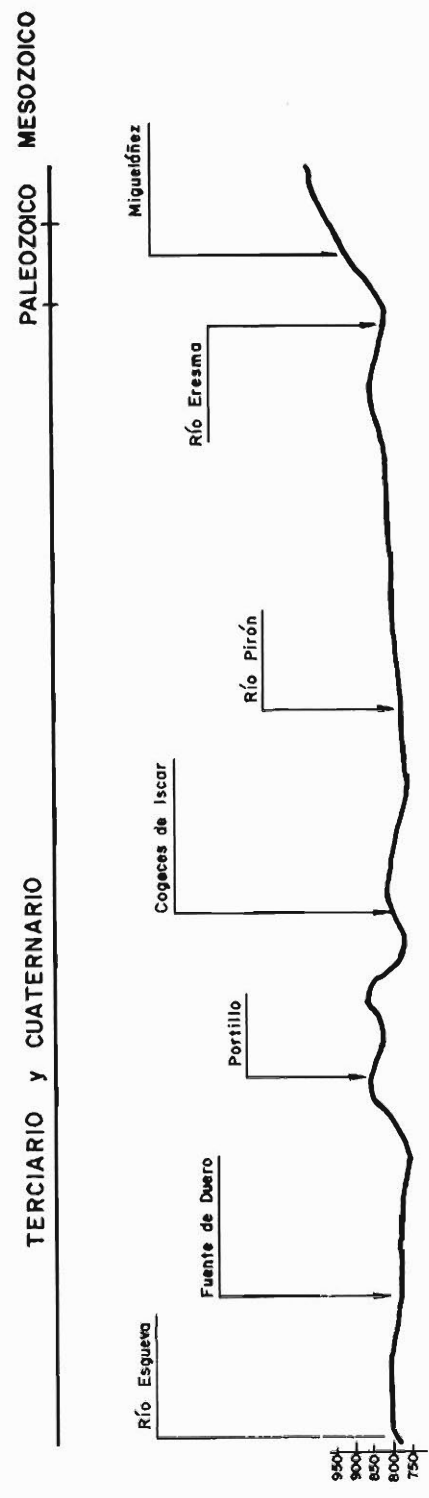 TERCIARIO y CUATERNARIO
PALEOZOICO
MESOZOICO
Río Esgueva
Fuente de Duero
Portillo
Cogeces de Iscar
Río Pirón
Río Eresma
Migueláñez
950
900
850
800
750